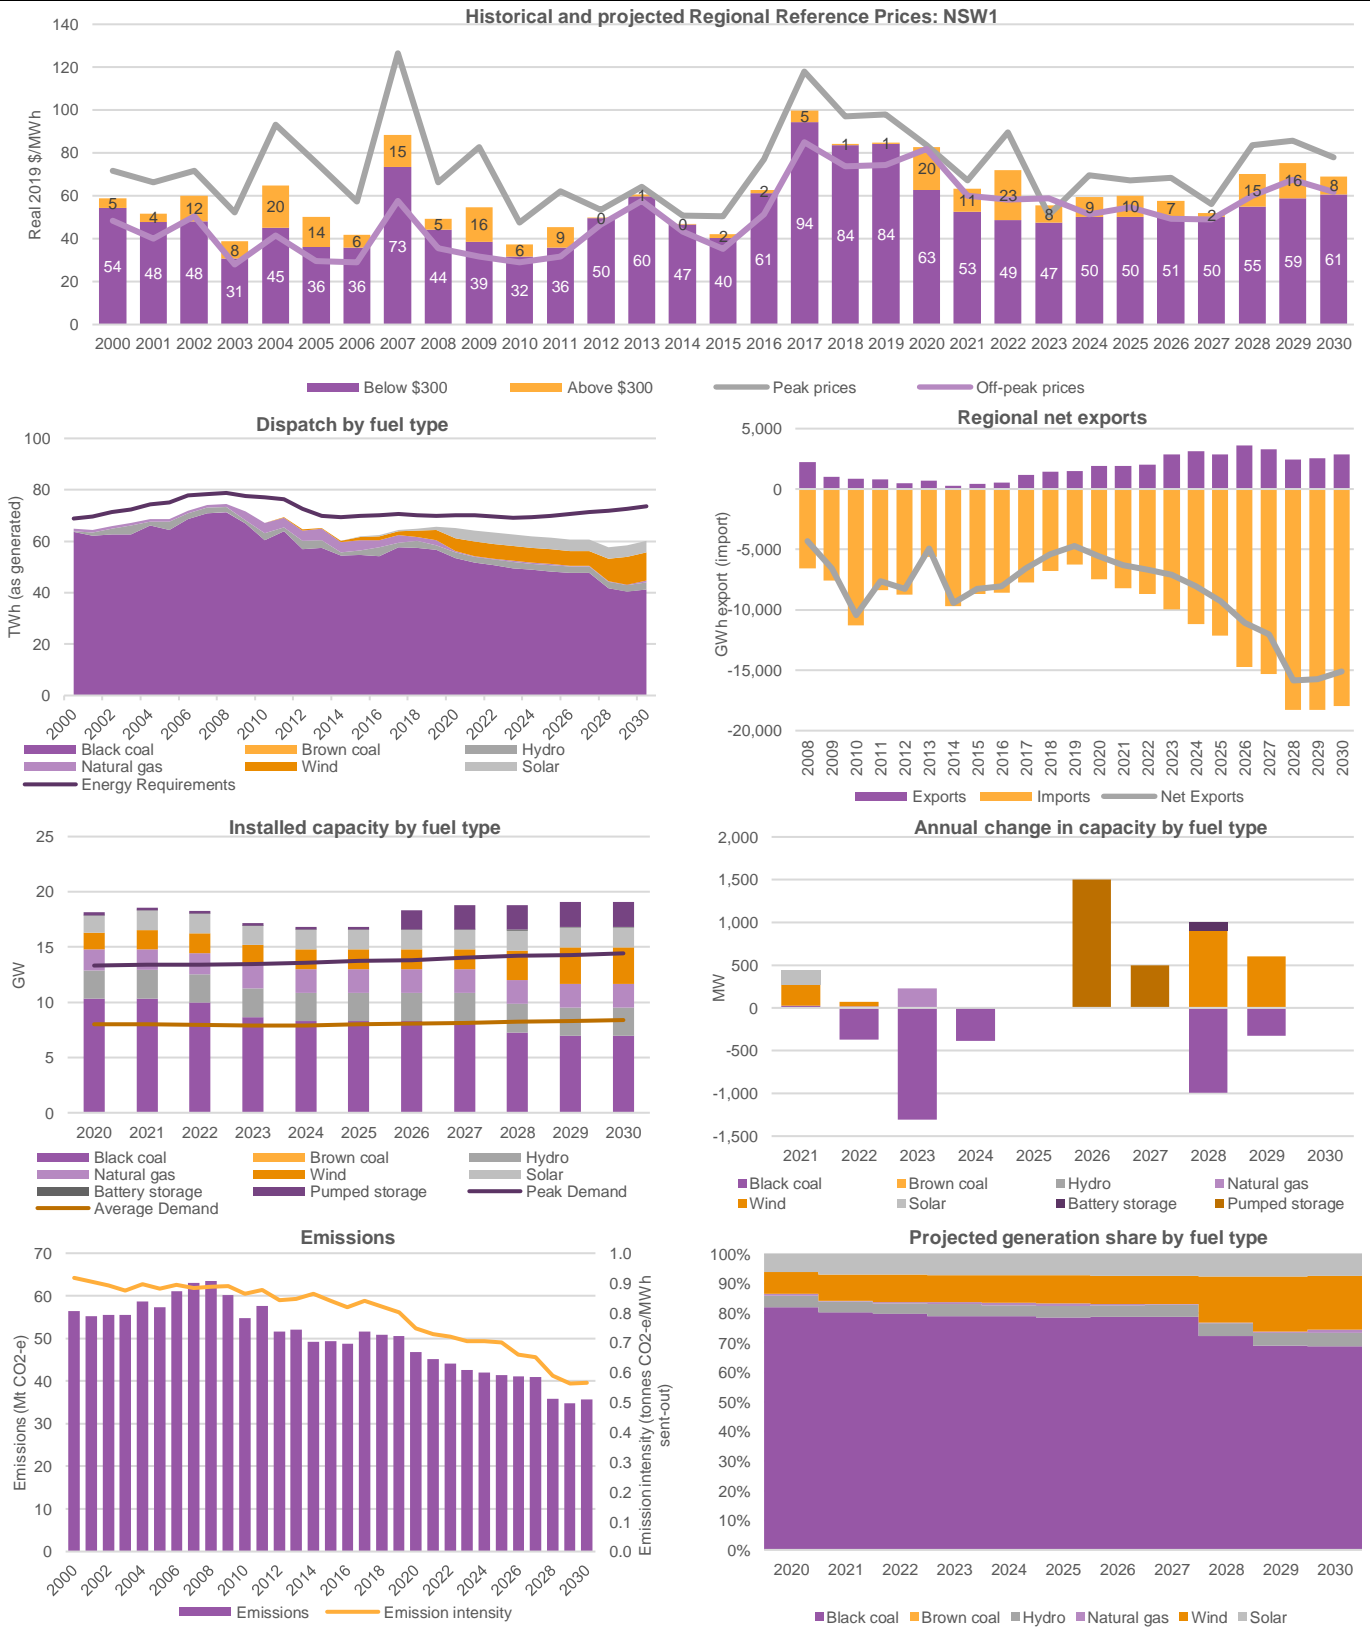 Historical and projected Regional Reference Prices: NSW1
Real 2019 $/MWh
140
120
100
80
60
40
20
0
5 4 12 8 20 14 6 15 5 16 6 9 0 1 0 2 2 5 1 1 20 11 23 8 9 10 7 2 15 16 8
54 48 48 31 45 36 36 73 44 39 32 36 50 60 47 40 61 94 84 84 63 53 49 47 50 50 51 50 55 59 61
2000 2001 2002 2003 2004 2005 2006 2007 2008 2009 2010 2011 2012 2013 2014 2015 2016 2017 2018 2019 2020 2021 2022 2023 2024 2025 2026 2027 2028 2029 2030
Below $300 Above $300 Peak prices Off-peak prices
Dispatch by fuel type
TWh (as generated)
100
80
60
40
20
0
2000 2002 2004 2006 2008 2010 2012 2014 2016 2018 2020 2022 2024 2026 2028 2030
Black coal Brown coal Hydro
Natural gas Wind Solar
Energy Requirements
Regional net exports
GWh export (import)
5,000
0
-5,000
-10,000
-15,000
-20,000
2008 2009 2010 2011 2012 2013 2014 2015 2016 2017 2018 2019 2020 2021 2022 2023 2024 2025 2026 2027 2028 2029 2030
Exports Imports Net Exports
Installed capacity by fuel type
GW
25
20
15
10
5
0
2020 2021 2022 2023 2024 2025 2026 2027 2028 2029 2030
Black coal Brown coal Hydro
Natural gas Wind Solar
Battery storage Pumped storage Peak Demand
Average Demand
Annual change in capacity by fuel type
MW
2,000
1,500
1,000
500
0
-500
-1,000
-1,500
2021 2022 2023 2024 2025 2026 2027 2028 2029 2030
Black coal Brown coal Hydro Natural gas
Wind Solar Battery storage Pumped storage
Emissions
Emissions (Mt CO2-e)
70
60
50
40
30
20
10
0
1.0
0.9
0.8
0.7
0.6
0.5
0.4
0.3
0.2
0.1
0.0
Emission intensity (tonnes CO2-e/MWh
sent-out)
2000 2002 2004 2006 2008 2010 2012 2014 2016 2018 2020 2022 2024 2026 2028 2030
Emissions Emission intensity
Projected generation share by fuel type
100%
90%
80%
70%
60%
50%
40%
30%
20%
10%
0%
2020 2021 2022 2023 2024 2025 2026 2027 2028 2029 2030
Black coal Brown coal Hydro Natural gas Wind Solar